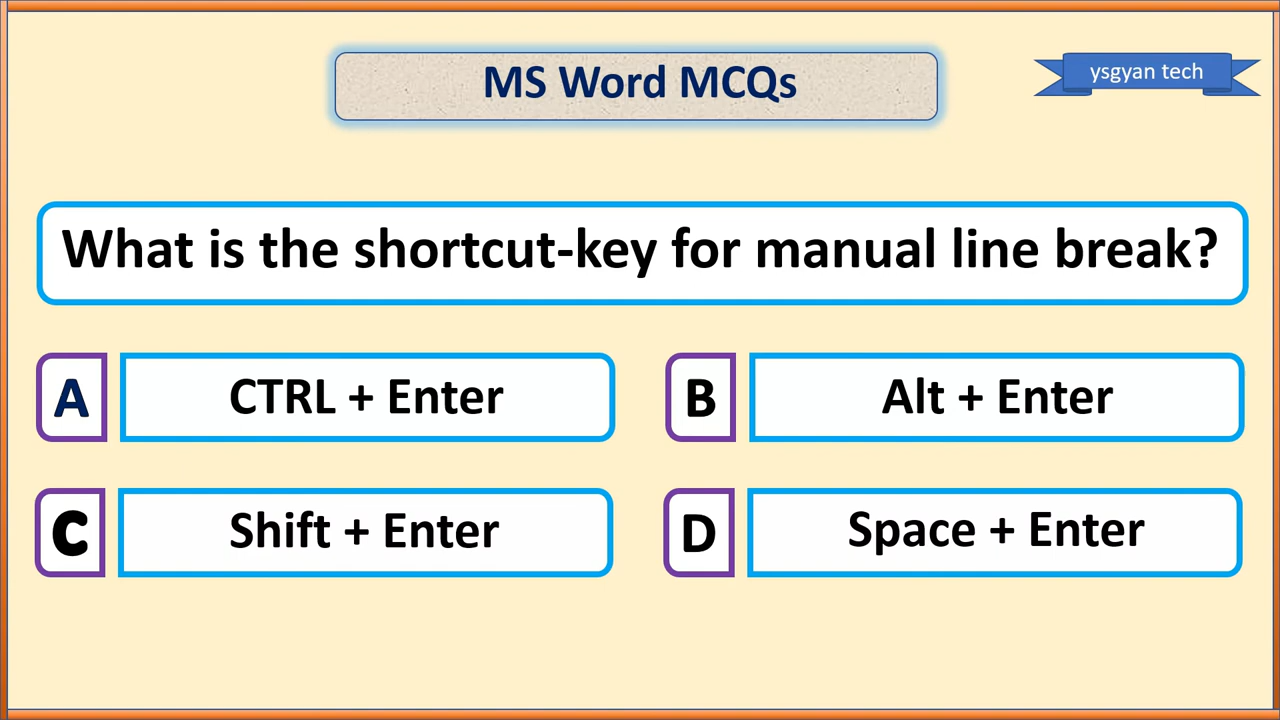 MS Word MCQs
ysgyan tech
What is the shortcut-key for manual line break?
A
CTRL + Enter
B
Alt + Enter
C
Shift + Enter
D
Space + Enter